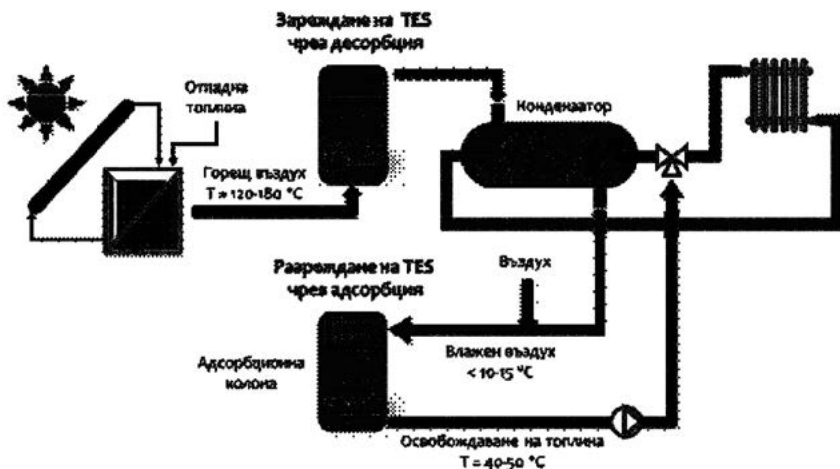 Зареждане на TES
чрез десорбция
Отпадна
топлина
Кондензатор
Горещ въздух
T = 120-180 °C
Разреждане на TES
чрев адсорбция
Въздух
Адсорбционна
колона
Влажен въздух
< 10-15 °C
Освобождаване на топлина
T = 40-50 °C